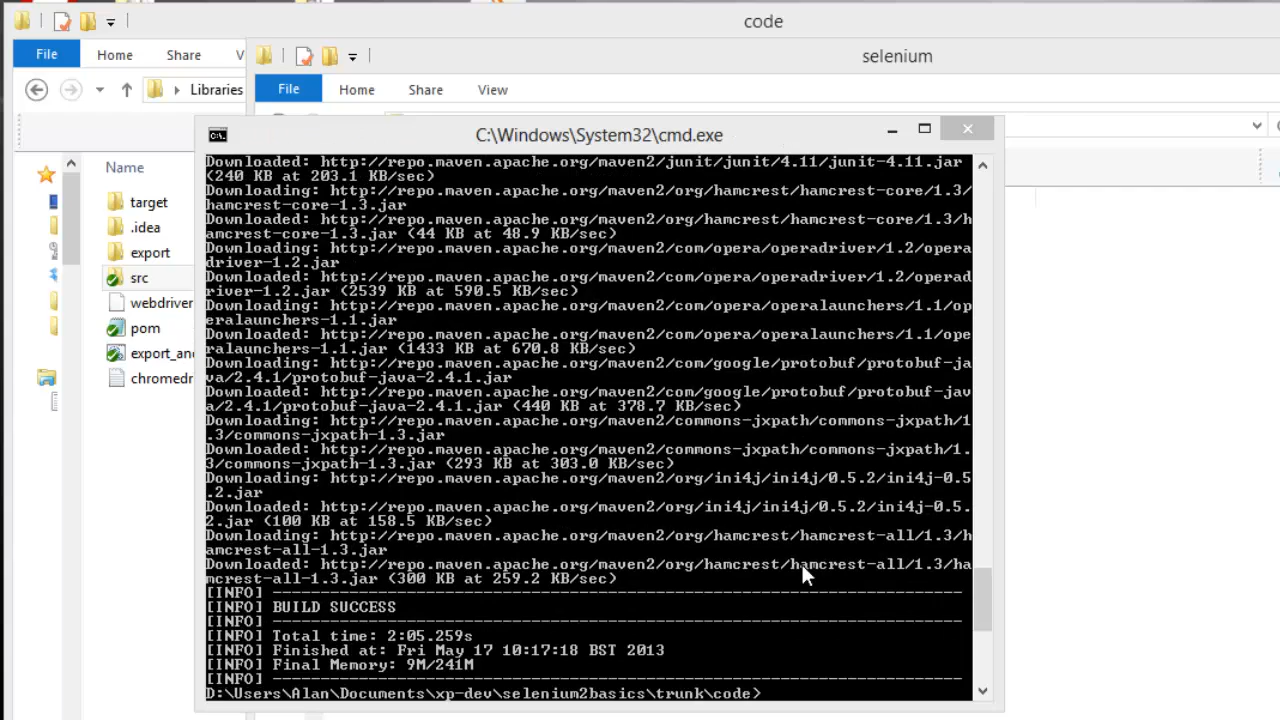 code
File
Home
Share
V
selenium
Libraries
File
Home
Share
View
C:\Windows\System32\cmd.exe
Name
target
.idea
export
src
webdriver
pom
export_an
chromedr
Downloaded: http://repo.maven.apache.org/maven2/junit/junit/4.11/junit-4.11.jar
(240 KB at 203.1 KB/sec)
Downloading: http://repo.maven.apache.org/maven2/org/hamcrest/hamcrest-core/1.3/
hamcrest-core-1.3.jar
Downloaded: http://repo.maven.apache.org/maven2/org/hamcrest/hamcrest-core/1.3/h
amcrest-core-1.3.jar (44 KB at 48.9 KB/sec)
Downloading: http://repo.maven.apache.org/maven2/com/opera/operadriver/1.2/opera
driver-1.2.jar
Downloaded: http://repo.maven.apache.org/maven2/com/opera/operadriver/1.2/operad
river-1.2.jar (2539 KB at 590.5 KB/sec)
Downloading: http://repo.maven.apache.org/maven2/com/opera/operalaunchers/1.1/op
eralaunchers-1.1.jar
Downloaded: http://repo.maven.apache.org/maven2/com/opera/operalaunchers/1.1/ope
ralaunchers-1.1.jar (1433 KB at 670.8 KB/sec)
Downloading: http://repo.maven.apache.org/maven2/com/google/protobuf/protobuf-ja
va/2.4.1/protobuf-java-2.4.1.jar
Downloaded: http://repo.maven.apache.org/maven2/com/google/protobuf/protobuf-jav
a/2.4.1/protobuf-java-2.4.1.jar (440 KB at 378.7 KB/sec)
Downloading: http://repo.maven.apache.org/maven2/commons-jxpath/commons-jxpath/1
.3/commons-jxpath-1.3.jar
Downloaded: http://repo.maven.apache.org/maven2/commons-jxpath/commons-jxpath/1.
3/commons-jxpath-1.3.jar (293 KB at 303.0 KB/sec)
Downloading: http://repo.maven.apache.org/maven2/org/ini4j/ini4j/0.5.2/ini4j-0.5
.2.jar
Downloaded: http://repo.maven.apache.org/maven2/org/ini4j/ini4j/0.5.2/ini4j-0.5.
2.jar (100 KB at 158.5 KB/sec)
Downloading: http://repo.maven.apache.org/maven2/org/hamcrest/hamcrest-all/1.3/h
amcrest-all-1.3.jar
Downloaded: http://repo.maven.apache.org/maven2/org/hamcrest/hamcrest-all/1.3/ha
mcrest-all-1.3.jar (300 KB at 259.2 KB/sec)
[INFO] ------------------------------------------------------------------------
[INFO] BUILD SUCCESS
[INFO] ------------------------------------------------------------------------
[INFO] Total time: 2:05.259s
[INFO] Finished at: Fri May 17 10:17:18 BST 2013
[INFO] Final Memory: 9M/241M
[INFO] ------------------------------------------------------------------------
D:\Users\Alan\Documents\xp-dev\selenium2basics\trunk\code>